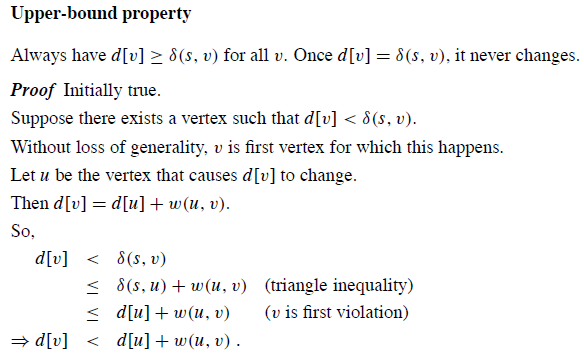 Upper-bound property
Always have d[v] ≥ δ(s, v) for all v. Once d[v] = δ(s, v), it never changes.
Proof Initially true.
Suppose there exists a vertex such that d[v] < δ(s, v).
Without loss of generality, v is first vertex for which this happens.
Let u be the vertex that causes d[v] to change.
Then d[v] = d[u] + w(u, v).
So,
d[v] < δ(s, v)
≤ δ(s, u) + w(u, v) (triangle inequality)
≤ d[u] + w(u, v) (v is first violation)
⇒ d[v] < d[u] + w(u, v) .